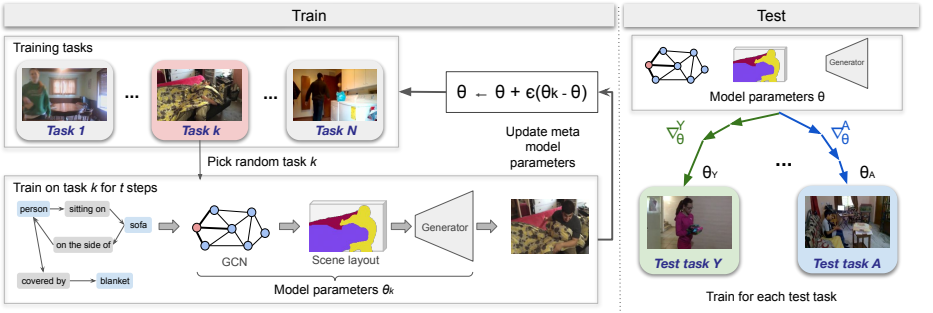 Train
Test
Training tasks
Task 1
...
Task k
...
Task N
θ ← θ + ϵ(θk - θ)
Update meta
model
parameters
Pick random task k
Train on task k for t steps
person
sitting on
sofa
on the side of
covered by
blanket
GCN
Scene layout
Generator
Model parameters θk
Generator
Model parameters θ
∇θY
∇θA
...
θY
θA
Test task Y
Test task A
Train for each test task